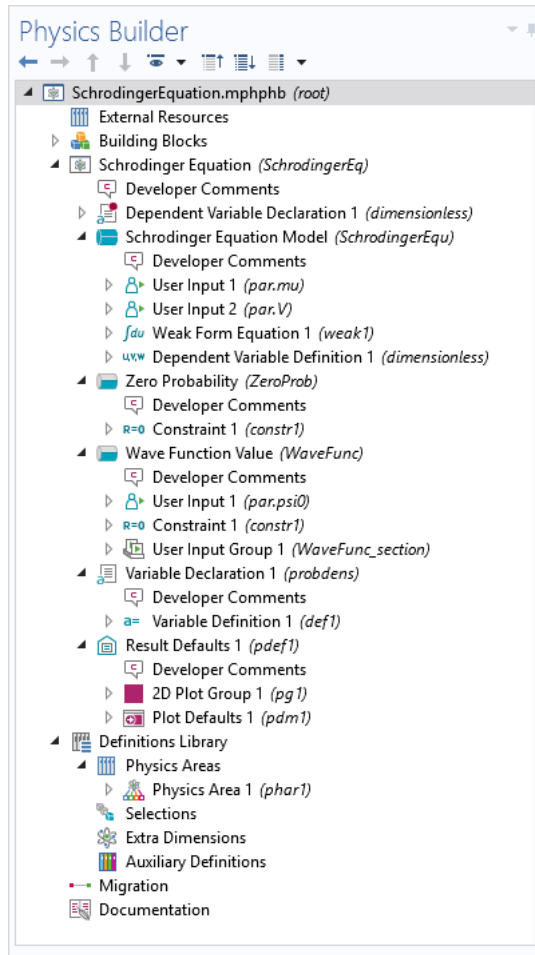 Physics Builder
SchrodingerEquation.mphphb (root)
External Resources
Building Blocks
Schrodinger Equation (SchrodingerEq)
Developer Comments
Dependent Variable Declaration 1 (dimensionless)
Schrodinger Equation Model (SchrodingerEqu)
Developer Comments
User Input 1 (par.mu)
User Input 2 (par.V)
∫du Weak Form Equation 1 (weak1)
u,v,w Dependent Variable Definition 1 (dimensionless)
Zero Probability (ZeroProb)
Developer Comments
R=0 Constraint 1 (constr1)
Wave Function Value (WaveFunc)
Developer Comments
User Input 1 (par.psi0)
R=0 Constraint 1 (constr1)
User Input Group 1 (WaveFunc_section)
Variable Declaration 1 (probdens)
Developer Comments
a= Variable Definition 1 (def1)
Result Defaults 1 (pdef1)
Developer Comments
2D Plot Group 1 (pg1)
Plot Defaults 1 (pdm1)
Definitions Library
Physics Areas
Physics Area 1 (phar1)
Selections
Extra Dimensions
Auxiliary Definitions
Migration
Documentation